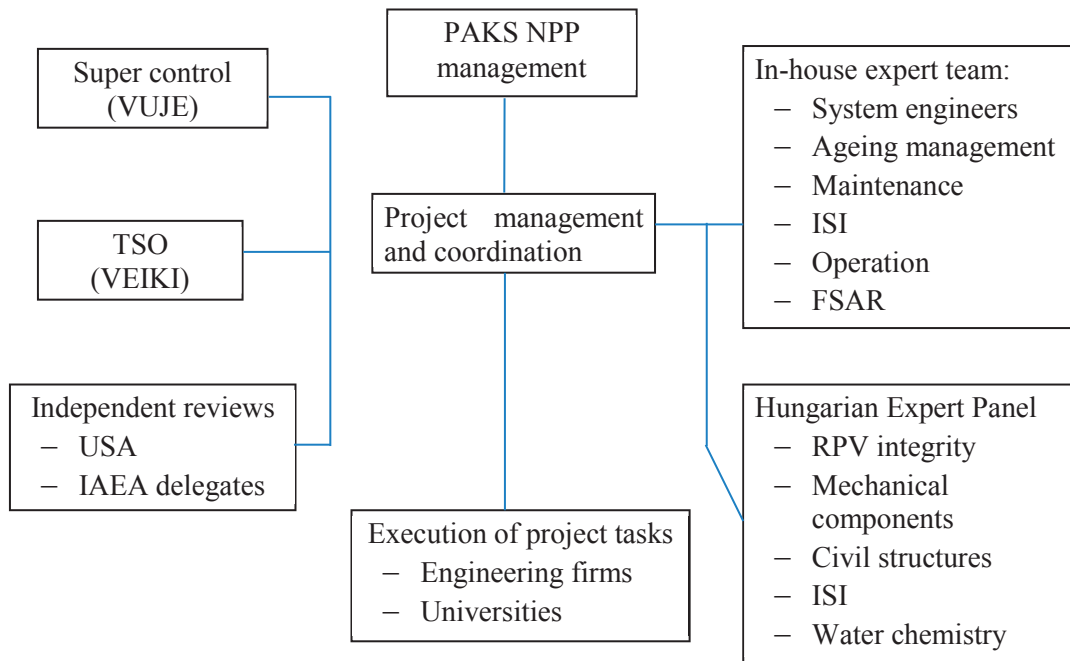 PAKS NPP
management
Super control
(VUJE)
TSO
(VEIKI)
Independent reviews
– USA
– IAEA delegates
Project management
and coordination
Execution of project tasks
– Engineering firms
– Universities
In-house expert team:
– System engineers
– Ageing management
– Maintenance
– ISI
– Operation
– FSAR
Hungarian Expert Panel
– RPV integrity
– Mechanical
components
– Civil structures
– ISI
– Water chemistry